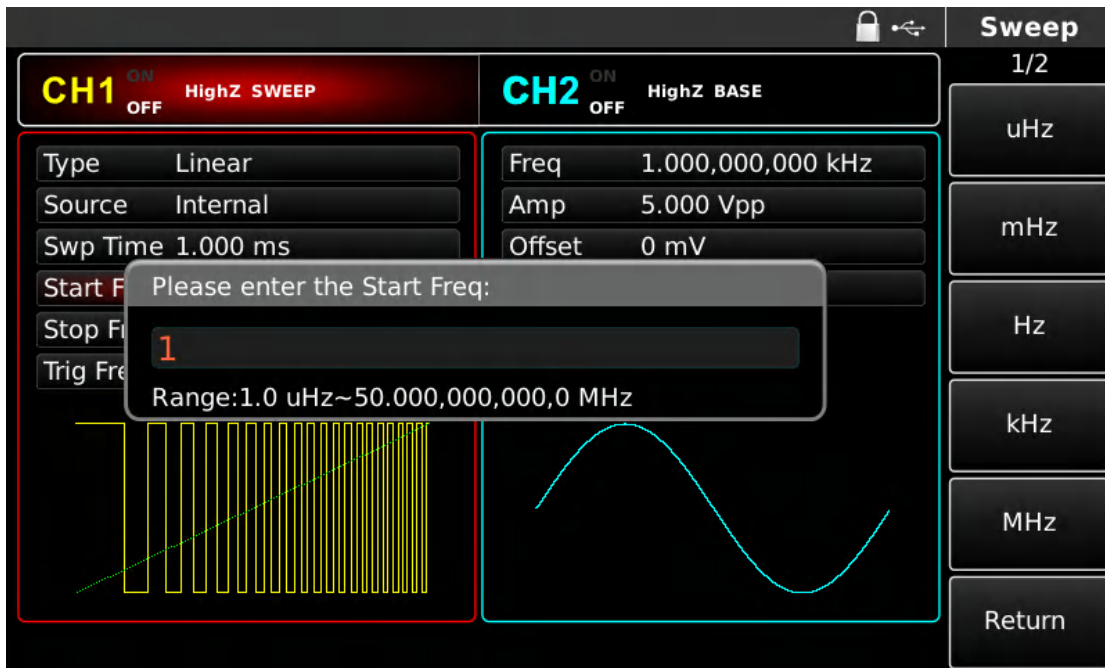 Sweep
1/2
CH1 ON OFF HighZ SWEEP
CH2 ON OFF HighZ BASE
Type Linear
Source Internal
Swp Time 1.000 ms
Start F
Stop Fr
Trig Fre
Freq 1.000,000,000 kHz
Amp 5.000 Vpp
Offset 0 mV
Please enter the Start Freq:
1
Range:1.0 uHz~50.000,000,000,0 MHz
uHz
mHz
Hz
kHz
MHz
Return